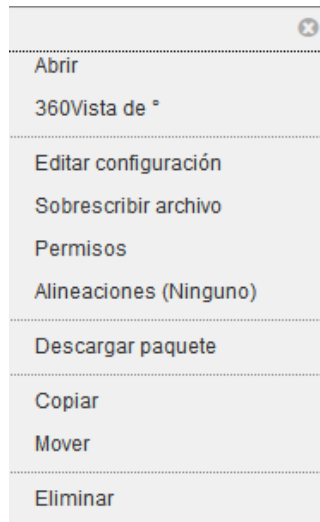 Abrir
360Vista de °
Editar configuración
Sobrescribir archivo
Permisos
Alineaciones (Ninguno)
Descargar paquete
Copiar
Mover
Eliminar